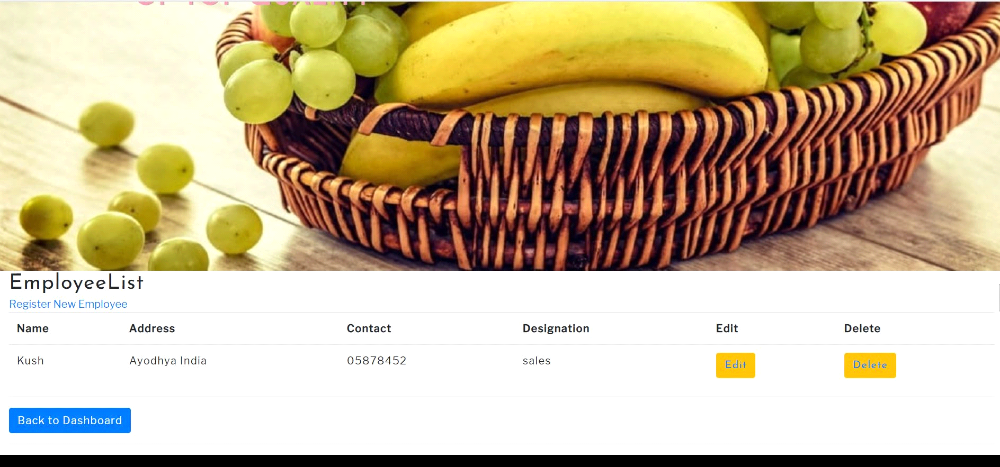 EmployeeList
Register New Employee
Name Address Contact Designation Edit Delete
Kush Ayodhya India 05878452 sales Edit Delete
Back to Dashboard